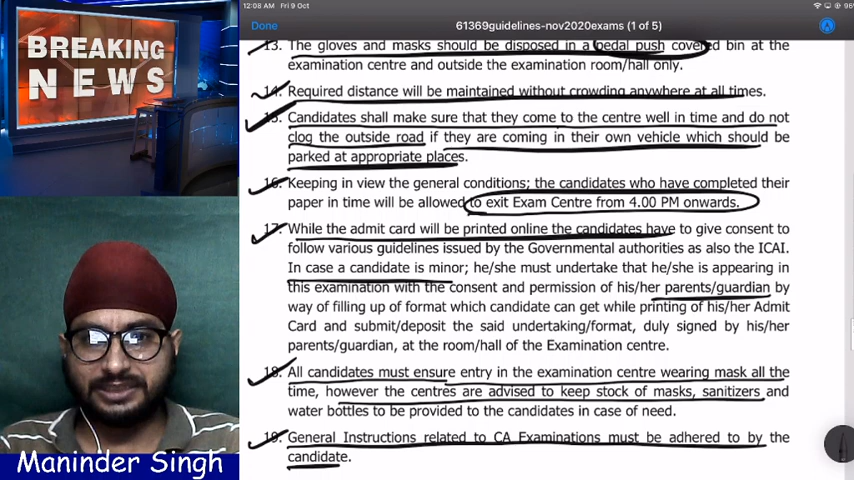 12:08 AM Fri 9 Oct
Done
61369guidelines-nov2020exams (1 of 5)
BREAKING
NEWS
13. The gloves and masks should be disposed in a pedal push covered bin at the
examination centre and outside the examination room/hall only.
14. Required distance will be maintained without crowding anywhere at all times.
15. Candidates shall make sure that they come to the centre well in time and do not
clog the outside road if they are coming in their own vehicle which should be
parked at appropriate places.
16. Keeping in view the general conditions; the candidates who have completed their
paper in time will be allowed to exit Exam Centre from 4.00 PM onwards.
17. While the admit card will be printed online the candidates have to give consent to
follow various guidelines issued by the Governmental authorities as also the ICAI.
In case a candidate is minor; he/she must undertake that he/she is appearing in
this examination with the consent and permission of his/her parents/guardian by
way of filling up of format which candidate can get while printing of his/her Admit
Card and submit/deposit the said undertaking/format, duly signed by his/her
parents/guardian, at the room/hall of the Examination centre.
18. All candidates must ensure entry in the examination centre wearing mask all the
time, however the centres are advised to keep stock of masks, sanitizers and
water bottles to be provided to the candidates in case of need.
19. General Instructions related to CA Examinations must be adhered to by the
candidate.
Maninder Singh